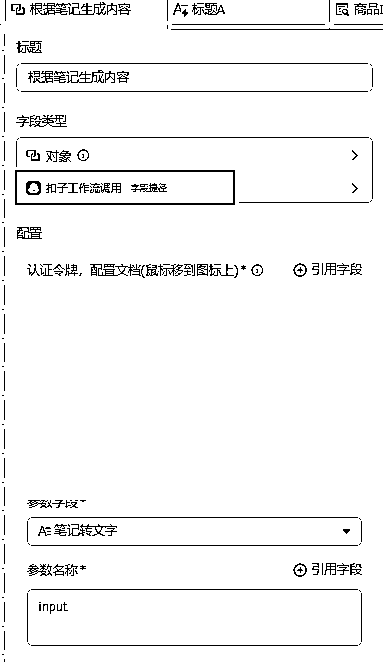 根据笔记生成内容 标题A 商品I
标题
根据笔记生成内容
字段类型
对象
扣子工作流调用 字段捷径
配置
认证令牌，配置文档(鼠标移到图标上)* 引用字段
参数字段*
笔记转文字
参数名称* 引用字段
input